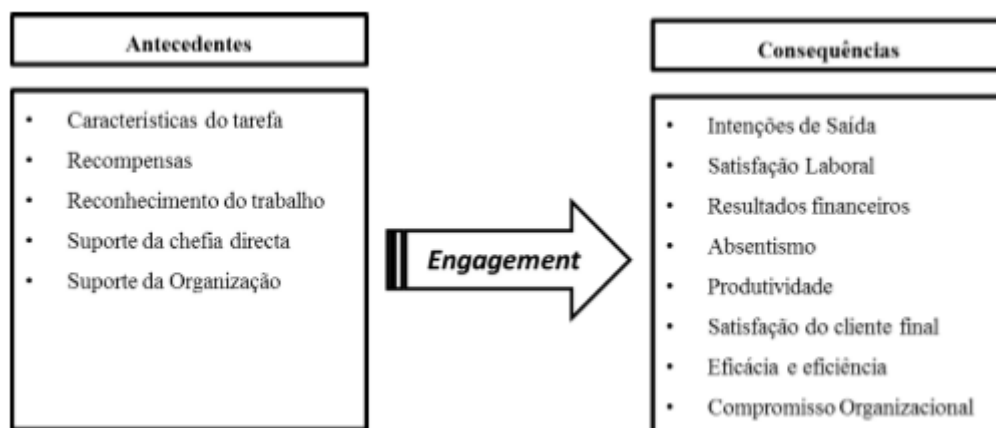 Antecedentes
• Características do tarefa
• Recompensas
• Reconhecimento do trabalho
• Suporte da chefia directa
• Suporte da Organização
Engagement
Consequências
• Intenções de Saída
• Satisfação Laboral
• Resultados financeiros
• Absentismo
• Produtividade
• Satisfação do cliente final
• Eficácia e eficiência
• Compromisso Organizacional